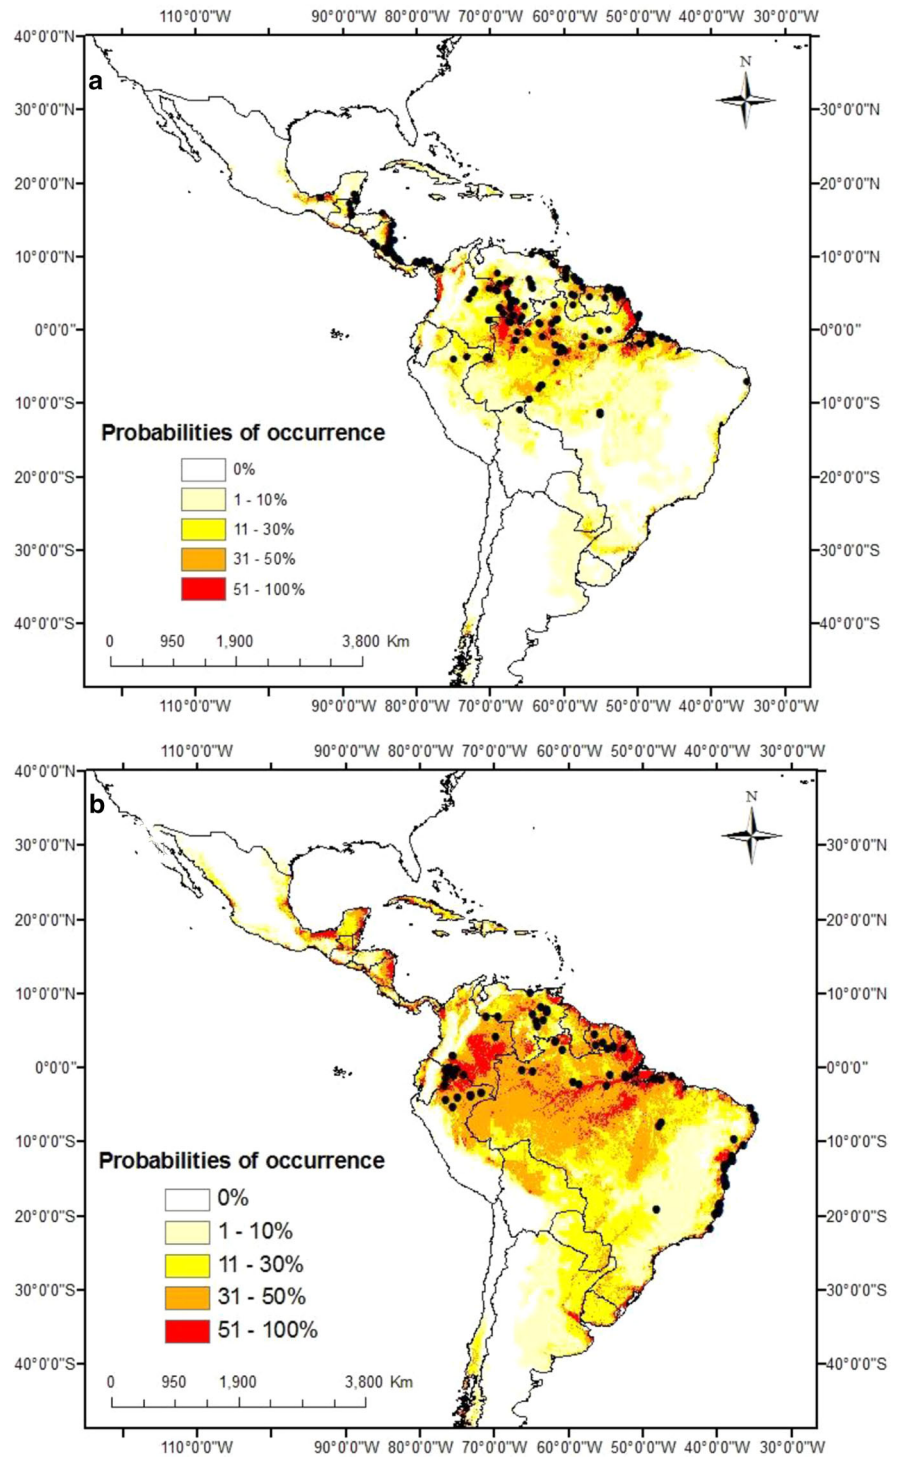 110°0'0"W 90°0'0"W 80°0'0"W 70°0'0"W 60°0'0"W 50°0'0"W 40°0'0"W 30°0'0"W
40°0'0"N
a
N
30°0'0"N 30°0'0"N
20°0'0"N 20°0'0"N
10°0'0"N 10°0'0"N
0°0'0" 0°0'0"
10°0'0"S 10°0'0"S
Probabilities of occurrence
0%
20°0'0"S 20°0'0"S
1 - 10%
11 - 30%
30°0'0"S 30°0'0"S
31 - 50%
51 - 100%
40°0'0"S 40°0'0"S
0 950 1,900 3,800 Km
110°0'0"W 90°0'0"W 80°0'0"W 70°0'0"W 60°0'0"W 50°0'0"W 40°0'0"W 30°0'0"W
110°0'0"W 90°0'0"W 80°0'0"W 70°0'0"W 60°0'0"W 50°0'0"W 40°0'0"W 30°0'0"W
40°0'0"N
b
N
30°0'0"N 30°0'0"N
20°0'0"N 20°0'0"N
10°0'0"N 10°0'0"N
0°0'0" 0°0'0"
10°0'0"S 10°0'0"S
Probabilities of occurrence
0%
20°0'0"S 20°0'0"S
1 - 10%
11 - 30%
30°0'0"S 30°0'0"S
31 - 50%
51 - 100%
40°0'0"S 40°0'0"S
0 950 1,900 3,800 Km
110°0'0"W 90°0'0"W 80°0'0"W 70°0'0"W 60°0'0"W 50°0'0"W 40°0'0"W 30°0'0"W